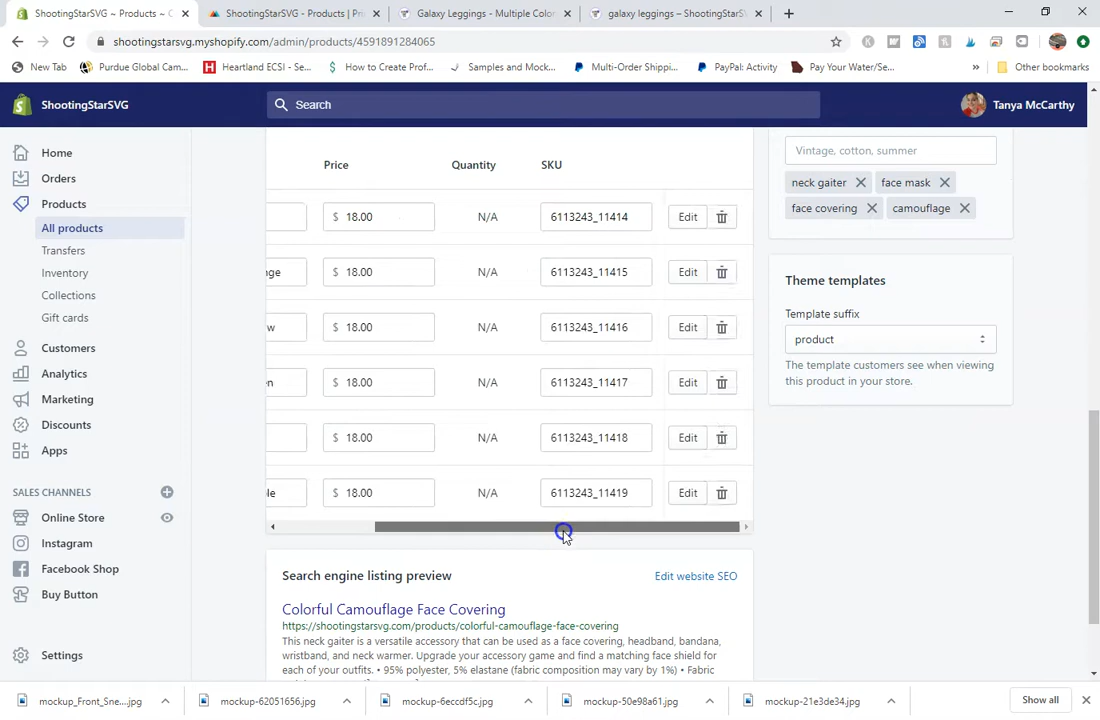 ShootingStarSVG ~ Products ~ C
ShootingStarSVG - Products | Pri
Galaxy Leggings - Multiple Color
galaxy leggings – ShootingStarSV
shootingstarsvg.myshopify.com/admin/products/4591891284065
New Tab
Purdue Global Cam...
Heartland ECSI - Se...
How to Create Prof...
Samples and Mock...
Multi-Order Shippi...
PayPal: Activity
Pay Your Water/Se...
»
Other bookmarks
ShootingStarSVG
Search
Tanya McCarthy
Home
Orders
Products
All products
Transfers
Inventory
Collections
Gift cards
Customers
Analytics
Marketing
Discounts
Apps
SALES CHANNELS
Online Store
Instagram
Facebook Shop
Buy Button
Settings
Price Quantity SKU
$ 18.00 N/A 6113243_11414 Edit
nge $ 18.00 N/A 6113243_11415 Edit
w $ 18.00 N/A 6113243_11416 Edit
en $ 18.00 N/A 6113243_11417 Edit
$ 18.00 N/A 6113243_11418 Edit
le $ 18.00 N/A 6113243_11419 Edit
Search engine listing preview
Edit website SEO
Colorful Camouflage Face Covering
https://shootingstarsvg.com/products/colorful-camouflage-face-covering
This neck gaiter is a versatile accessory that can be used as a face covering, headband, bandana,
wristband, and neck warmer. Upgrade your accessory game and find a matching face shield for
each of your outfits. • 95% polyester, 5% elastane (fabric composition may vary by 1%) • Fabric
Vintage, cotton, summer
neck gaiter
face mask
face covering
camouflage
Theme templates
Template suffix
product
The template customers see when viewing
this product in your store.
mockup_Front_Sne....jpg
mockup-62051656.jpg
mockup-6eccdf5c.jpg
mockup-50e98a61.jpg
mockup-21e3de34.jpg
Show all